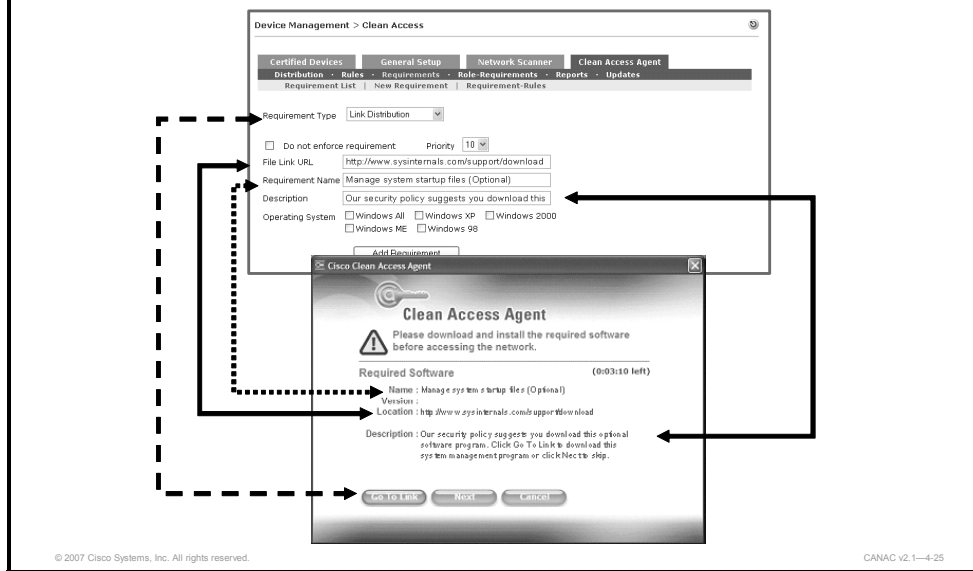 Device Management > Clean Access
Certified Devices General Setup Network Scanner Clean Access Agent
Distribution · Rules · Requirements · Role-Requirements · Reports · Updates
Requirement List | New Requirement | Requirement-Rules
Requirement Type Link Distribution
Do not enforce requirement Priority 10
File Link URL http://www.sysinternals.com/support/download
Requirement Name Manage system startup files (Optional)
Description Our security policy suggests you download this
Operating System Windows All Windows XP Windows 2000
Windows ME Windows 98
Add Requirement
Cisco Clean Access Agent
Clean Access Agent
Please download and install the required software
before accessing the network.
Required Software (0:03:10 left)
Name : Manage system startup files (Optional)
Version :
Location : http://www.sysinternals.com/support/download
Description : Our security policy suggests you download this optional
software program. Click Go To Link to download this
system management program or click Nect to skip.
Go To Link Next Cancel
© 2007 Cisco Systems, Inc. All rights reserved. CANAC v2.1—4-25